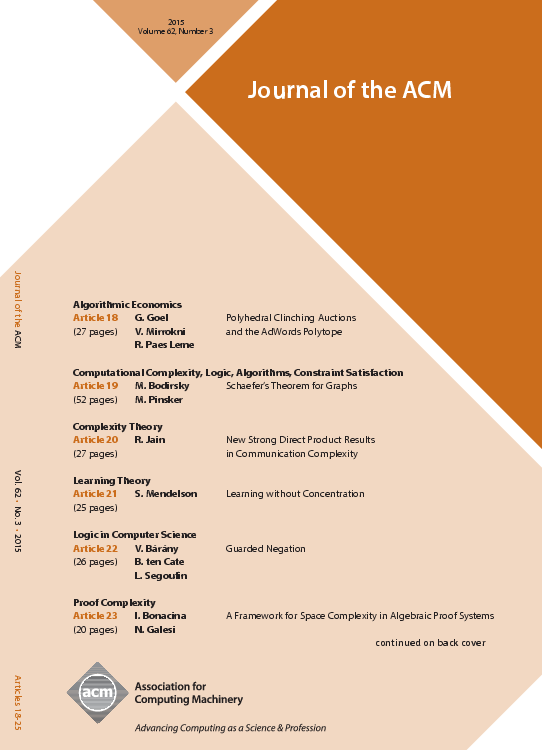 2015
Volume 62, Number 3
Journal of the ACM
Algorithmic Economics
Article 18 G. Goel Polyhedral Clinching Auctions
(27 pages) V. Mirrokni and the AdWords Polytope
R. Paes Leme
Computational Complexity, Logic, Algorithms, Constraint Satisfaction
Article 19 M. Bodirsky Schaefer's Theorem for Graphs
(52 pages) M. Pinsker
Complexity Theory
Article 20 R. Jain New Strong Direct Product Results
(27 pages) in Communication Complexity
Learning Theory
Article 21 S. Mendelson Learning without Concentration
(25 pages)
Logic in Computer Science
Article 22 V. Bárány Guarded Negation
(26 pages) B. ten Cate
L. Segoufin
Proof Complexity
Article 23 I. Bonacina A Framework for Space Complexity in Algebraic Proof Systems
(20 pages) N. Galesi
continued on back cover
acm
Association for
Computing Machinery
Advancing Computing as a Science & Profession
Journal of the ACM
Vol. 62 · No. 3 · 2015
Articles 18-25